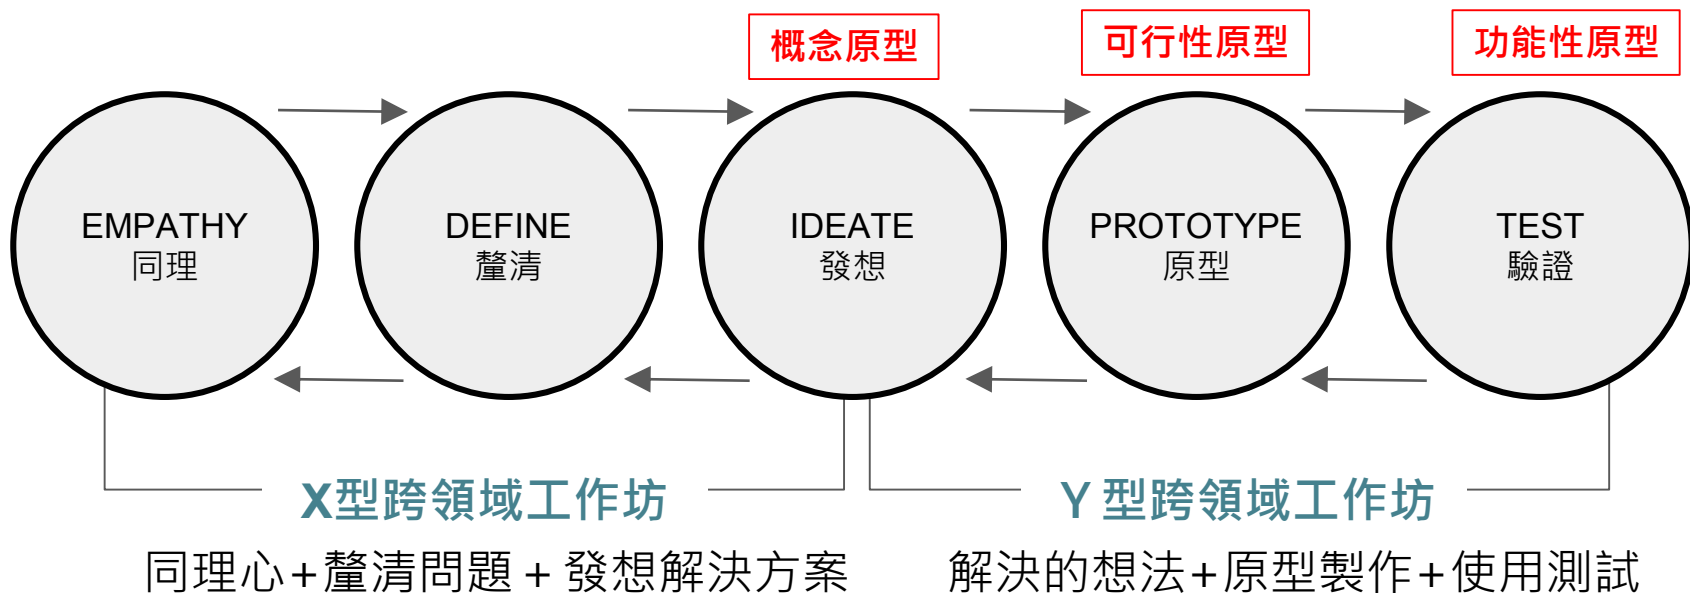 概念原型
可行性原型
功能性原型
EMPATHY
同理
DEFINE
釐清
IDEATE
發想
PROTOTYPE
原型
TEST
驗證
X型跨領域工作坊
Y 型跨領域工作坊
同理心+釐清問題 + 發想解決方案
解決的想法+原型製作+使用測試